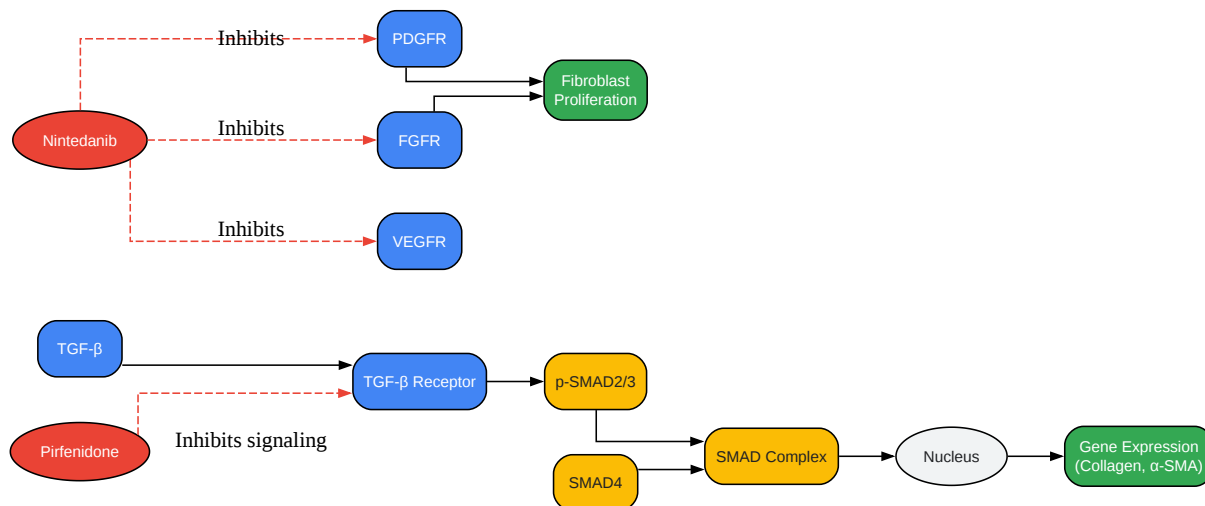 Inhibits
PDGFR
Fibroblast
Proliferation
Nintedanib
Inhibits
FGFR
Inhibits
VEGFR
TGF-β
TGF-β Receptor
p-SMAD2/3
Pirfenidone
Inhibits signaling
SMAD4
SMAD Complex
Nucleus
Gene Expression
(Collagen, α-SMA)